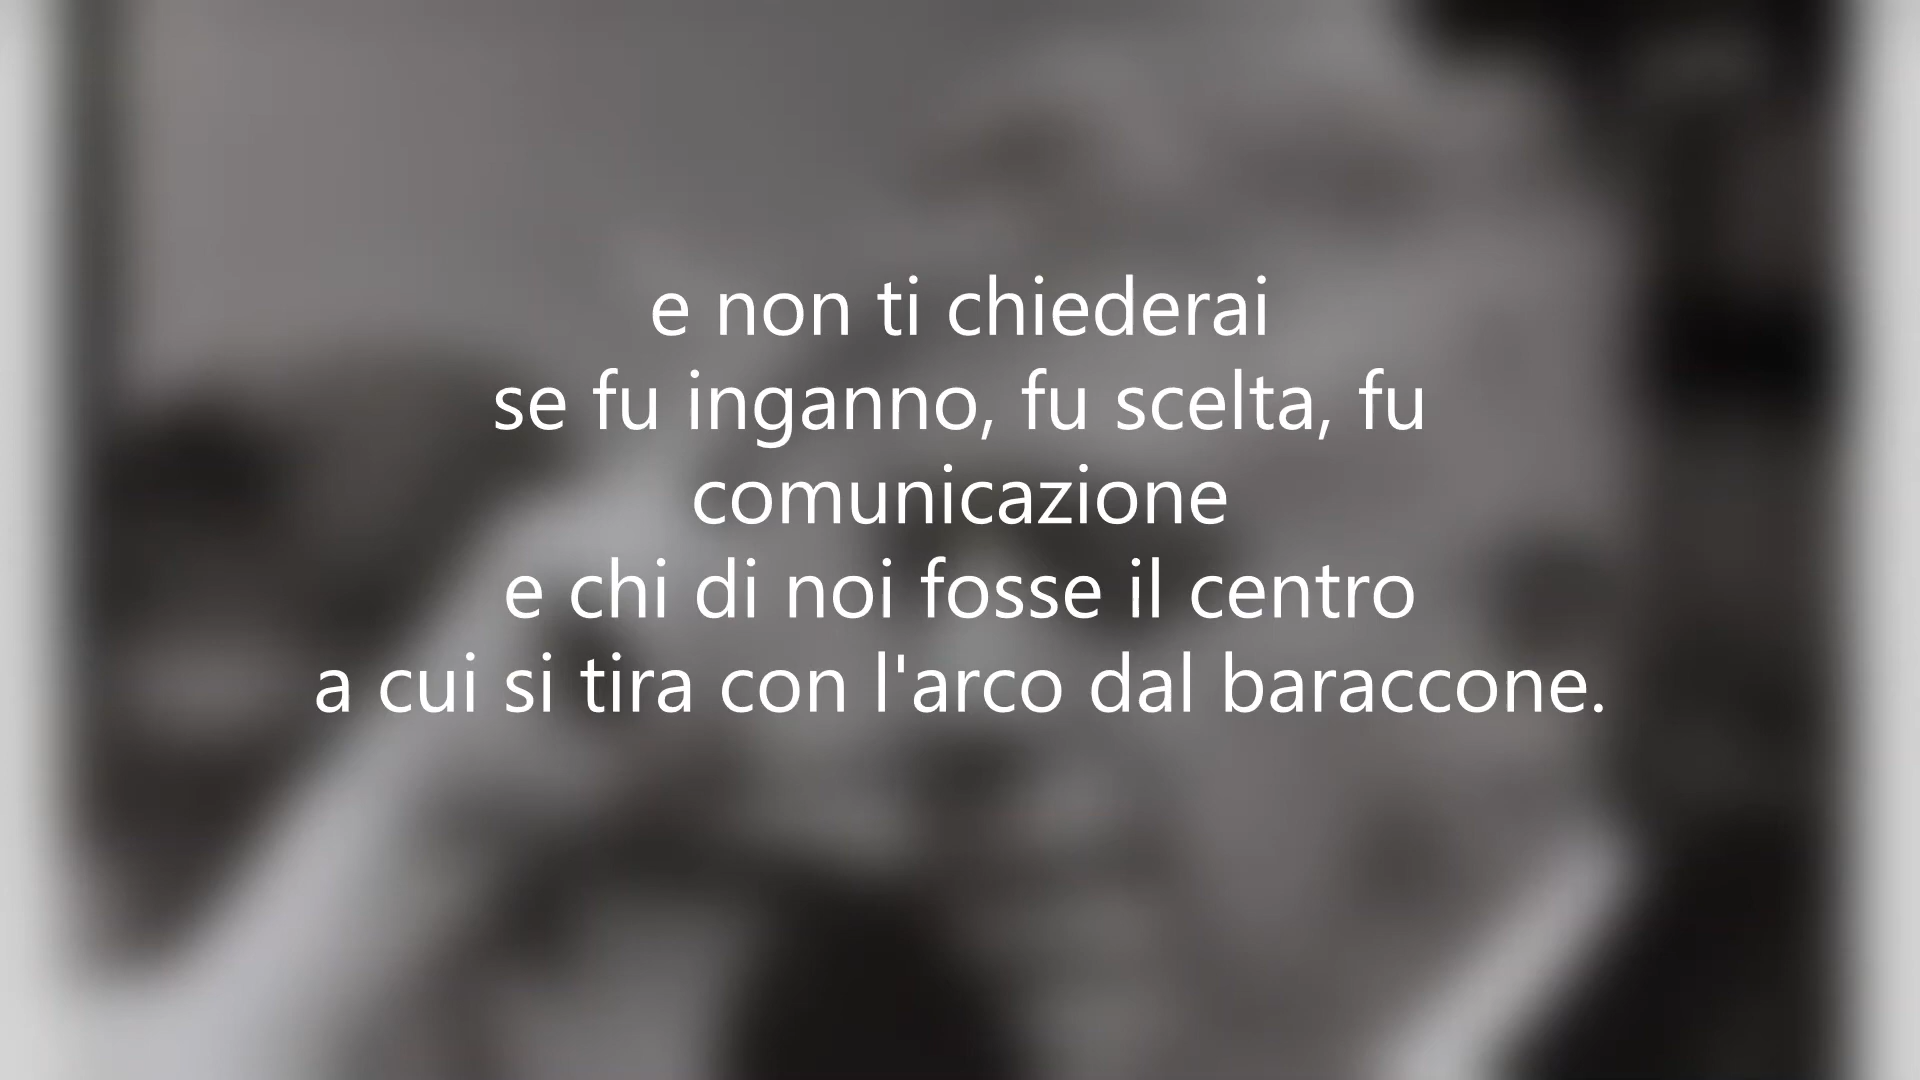 e non ti chiederai
se fu inganno, fu scelta, fu
comunicazione
e chi di noi fosse il centro
a cui si tira con l'arco dal baraccone.